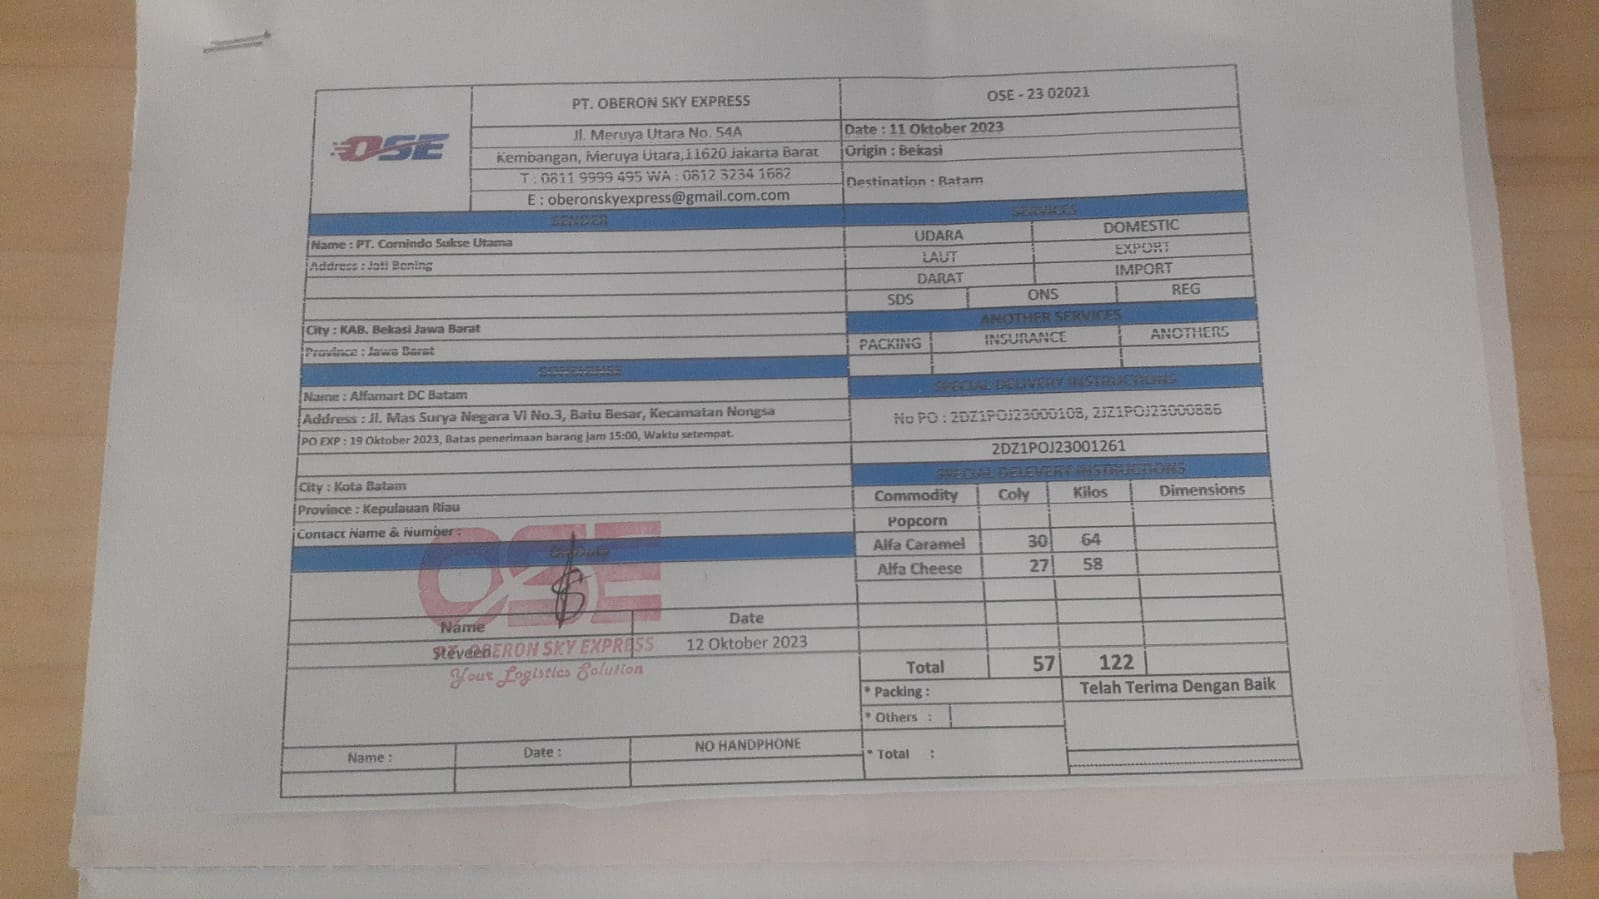 OSE
PT. OBERON SKY EXPRESS
Jl. Meruya Utara No. 54A
Kembangan, Meruya Utara,11620 Jakarta Barat
T : 0811 9999 495 WA : 0812 3234 1682
E : oberonskyexpress@gmail.com.com
OSE - 23 02021
Date : 11 Oktober 2023
Origin : Bekasi
Destination : Batam
SENDER
Name : PT. Cornindo Sukse Utama
Address : Jati Bening
City : KAB. Bekasi Jawa Barat
Province : Jawa Barat
SERVICES
UDARA DOMESTIC
LAUT EXPORT
DARAT IMPORT
SDS ONS REG
ANOTHER SERVICES
PACKING INSURANCE ANOTHERS
CONSIGNEE
Name : Alfamart DC Batam
Address : Jl. Mas Surya Negara Vi No.3, Batu Besar, Kecamatan Nongsa
PO EXP : 19 Oktober 2023, Batas penerimaan barang jam 15:00, Waktu setempat.
City : Kota Batam
Province : Kepulauan Riau
Contact Name & Number :
SPECIAL DELIVERY INSTRUCTIONS
No PO : 2DZ1POJ23000108, 2JZ1POJ23000886
2DZ1POJ23001261
SPECIAL DELEVERY INSTRUCTIONS
Commodity Coly Kilos Dimensions
Popcorn
Alfa Caramel 30 64
Alfa Cheese 27 58
Total 57 122
* Packing :
* Others :
* Total :
Telah Terima Dengan Baik
OSE
Name Date
Steveen 12 Oktober 2023
PT. OBERON SKY EXPRESS
Your Logistics Solution
Name : Date : NO HANDPHONE